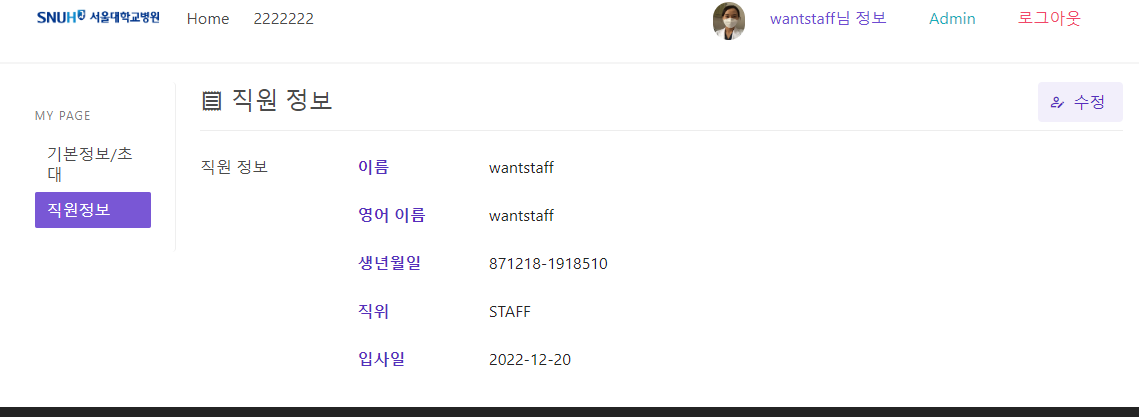 SNUH 서울대학교병원 Home 2222222 wantstaff님 정보 Admin 로그아웃
MY PAGE
기본정보/초
대
직원정보
직원 정보 수정
직원 정보 이름 wantstaff
영어 이름 wantstaff
생년월일 871218-1918510
직위 STAFF
입사일 2022-12-20